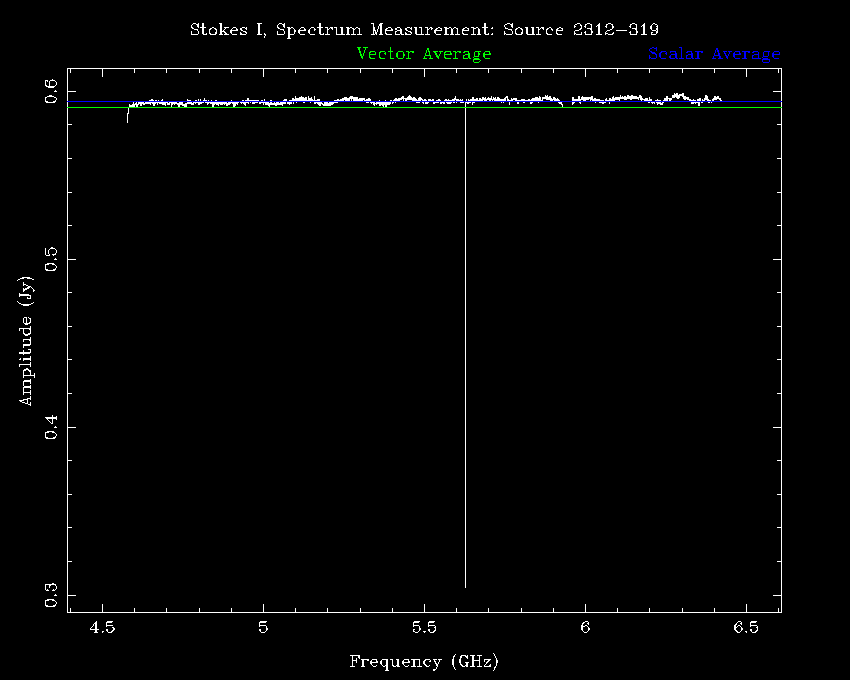 Stokes I, Spectrum Measurement: Source 2312−319
Vector Average Scalar Average
0.6
0.5
0.4
0.3
Amplitude (Jy)
4.5 5 5.5 6 6.5
Frequency (GHz)